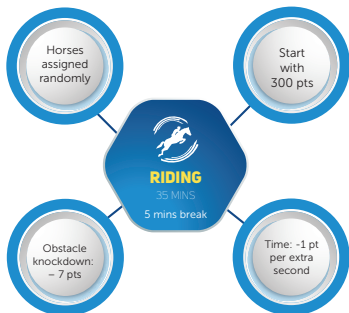 Horses
assigned
randomly
Start
with
300 pts
RIDING
35 MINS
5 mins break
Obstacle
knockdown:
– 7 pts
Time: -1 pt
per extra
second